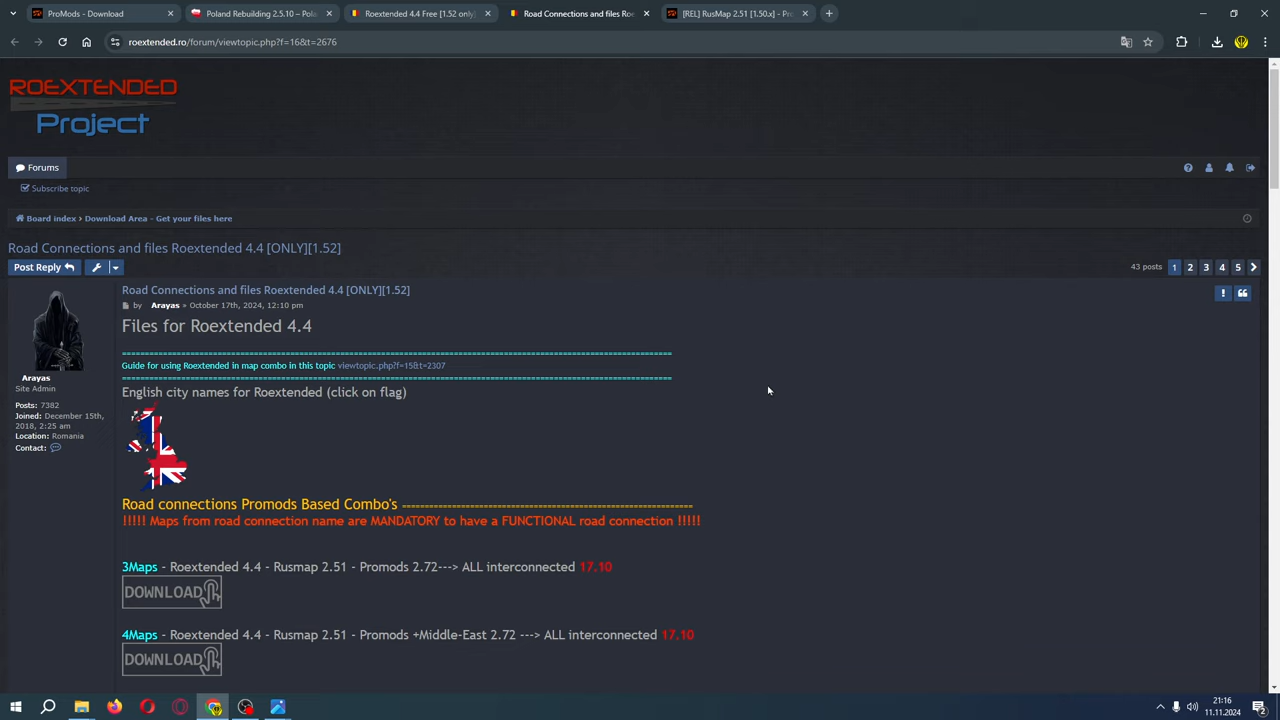 ProMods - Download
Poland Rebuilding 2.5.10 – Pola
Roextended 4.4 Free [1.52 only]
Road Connections and files Roe
[REL] RusMap 2.51 [1.50.x] - Pr
roextended.ro/forum/viewtopic.php?f=16&t=2676
ROEXTENDED
Project
Forums
Subscribe topic
Board index › Download Area - Get your files here
Road Connections and files Roextended 4.4 [ONLY][1.52]
Post Reply
43 posts 1 2 3 4 5
Road Connections and files Roextended 4.4 [ONLY][1.52]
by Arayas » October 17th, 2024, 12:10 pm
Files for Roextended 4.4
Guide for using Roextended in map combo in this topic viewtopic.php?f=15&t=2307
English city names for Roextended (click on flag)
Arayas
Site Admin
Posts: 7382
Joined: December 15th,
2018, 2:25 am
Location: Romania
Contact:
Road connections Promods Based Combo's
!!!!! Maps from road connection name are MANDATORY to have a FUNCTIONAL road connection !!!!!
3Maps - Roextended 4.4 - Rusmap 2.51 - Promods 2.72---> ALL interconnected 17.10
DOWNLOAD
4Maps - Roextended 4.4 - Rusmap 2.51 - Promods +Middle-East 2.72 ---> ALL interconnected 17.10
DOWNLOAD
21:16
11.11.2024
2